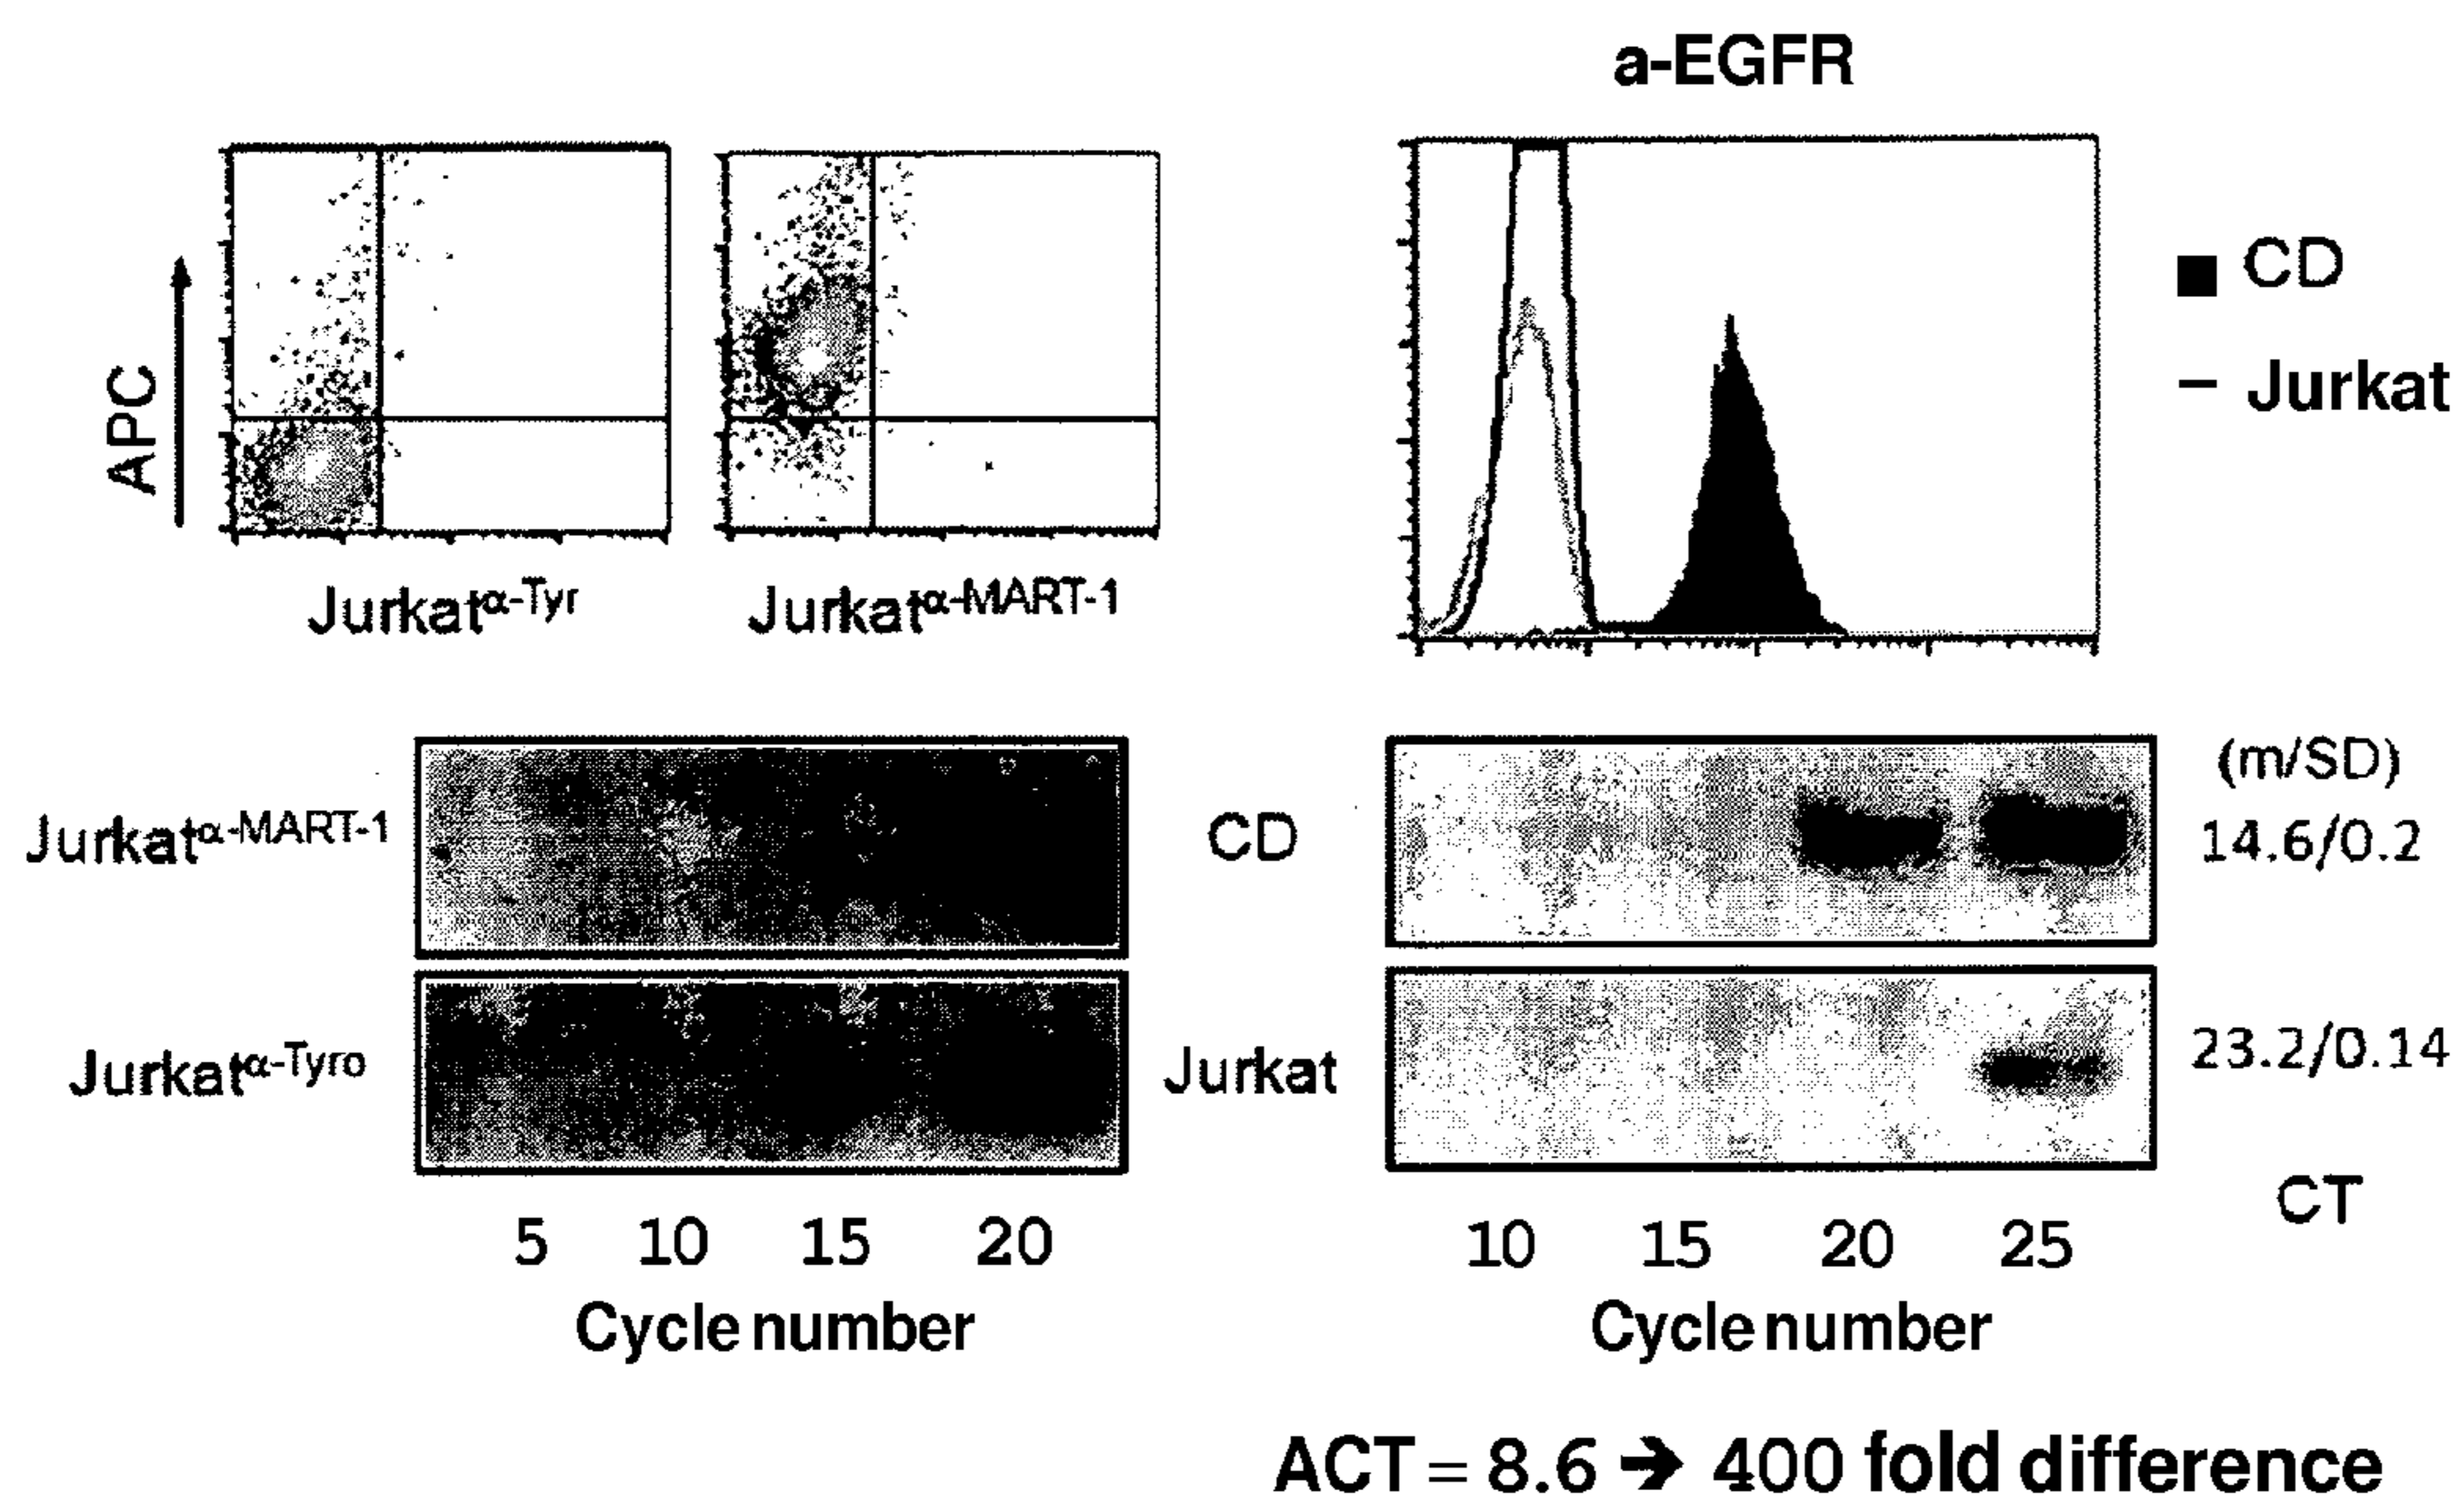 a-EGFR
APC
CD
Jurkat
Jurkatα-Tyr
Jurkatα-MART-1
Jurkatα-MART-1
CD
(m/SD)
14.6/0.2
Jurkatα-Tyro
Jurkat
23.2/0.14
CT
5 10 15 20
10 15 20 25
Cycle number
Cycle number
ACT = 8.6 ➔ 400 fold difference